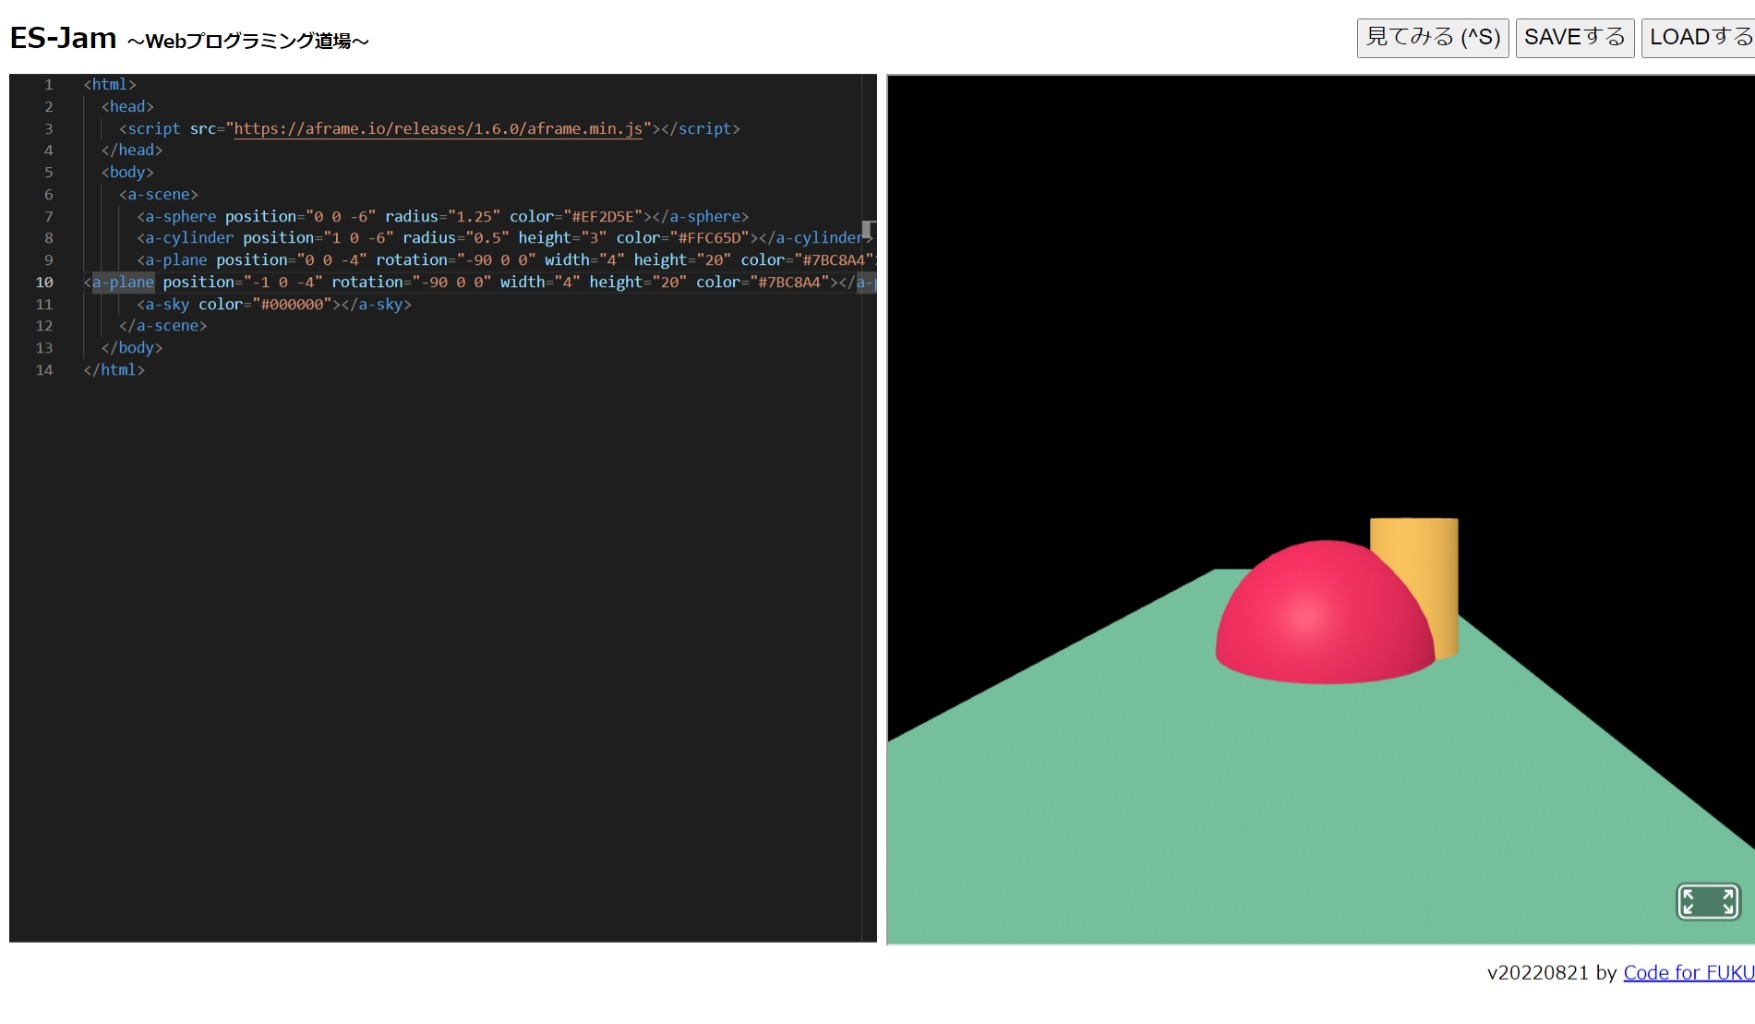 ES-Jam ～Webプログラミング道場～
見てみる (^S) SAVEする LOADする
1 <html>
2 <head>
3 <script src="https://aframe.io/releases/1.6.0/aframe.min.js"></script>
4 </head>
5 <body>
6 <a-scene>
7 <a-sphere position="0 0 -6" radius="1.25" color="#EF2D5E"></a-sphere>
8 <a-cylinder position="1 0 -6" radius="0.5" height="3" color="#FFC65D"></a-cylinder>
9 <a-plane position="0 0 -4" rotation="-90 0 0" width="4" height="20" color="#7BC8A4"
10 <a-plane position="-1 0 -4" rotation="-90 0 0" width="4" height="20" color="#7BC8A4"></a-
11 <a-sky color="#000000"></a-sky>
12 </a-scene>
13 </body>
14 </html>
v20220821 by Code for FUKU